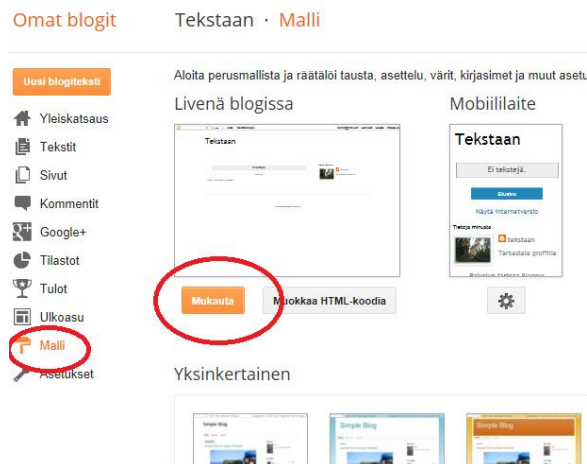 Omat blogit
Tekstaan · Malli
Uusi blogiteksti
Aloita perusmallista ja räätälöi tausta, asettelu, värit, kirjasimet ja muut asetu
Livenä blogissa
Mobiililaite
Yleiskatsaus
Tekstit
Sivut
Kommentit
Google+
Tilastot
Tulot
Ulkoasu
Malli
Asetukset
Tekstaan
Tekstaan
Ei tekstejä.
Etusivu
Näytä internetversio
Tietoja minusta
tekstaan
Tarkastele profiilia
Mukauta
Muokkaa HTML-koodia
Yksinkertainen
Simple Blog
Simple Blog
Simple Blog